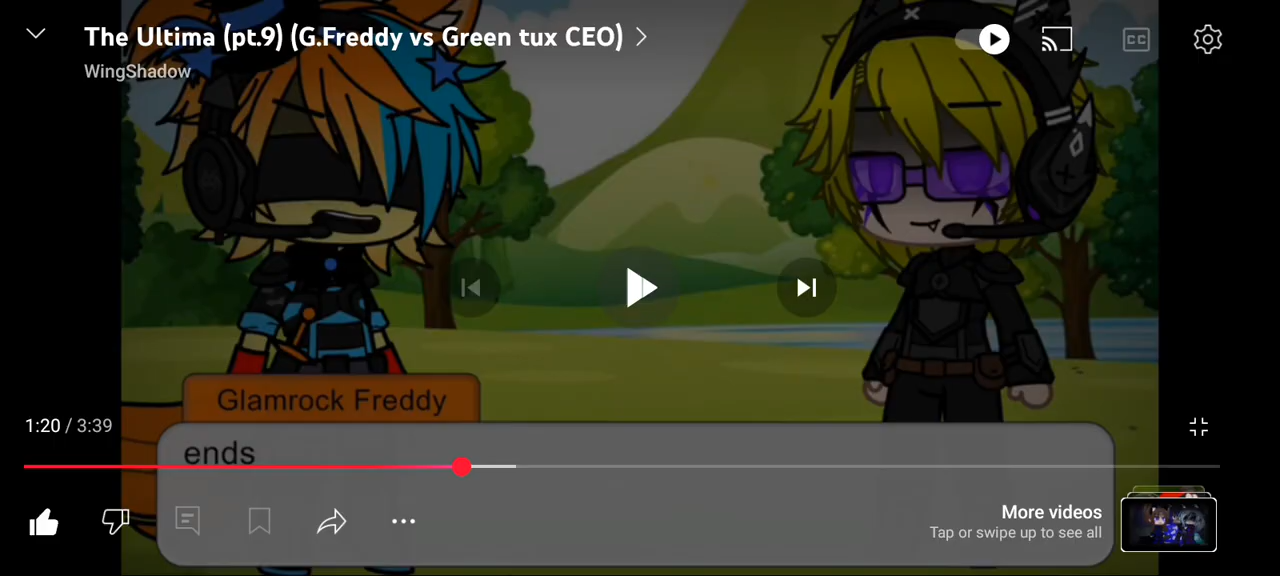 The Ultima (pt.9) (G.Freddy vs Green tux CEO)
WingShadow
CC
Glamrock Freddy
1:20 / 3:39
ends
More videos
Tap or swipe up to see all